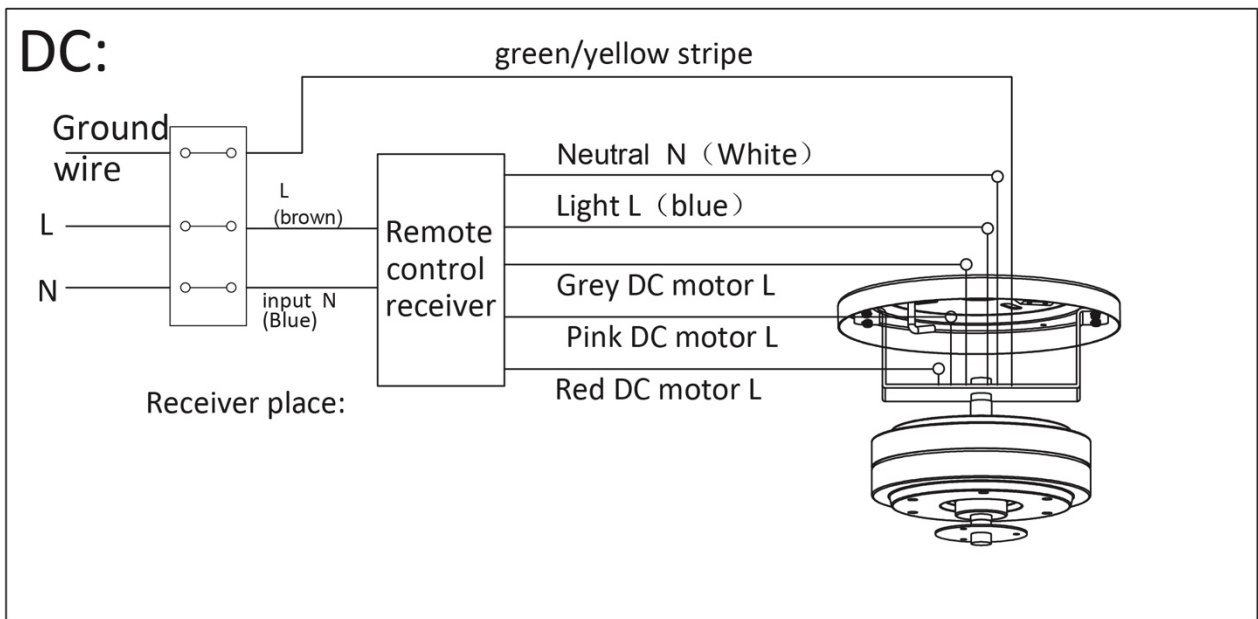 DC:
green/yellow stripe
Ground
wire
L
N
L
(brown)
input N
(Blue)
Remote
control
receiver
Neutral N（White）
Light L（blue）
Grey DC motor L
Pink DC motor L
Red DC motor L
Receiver place: